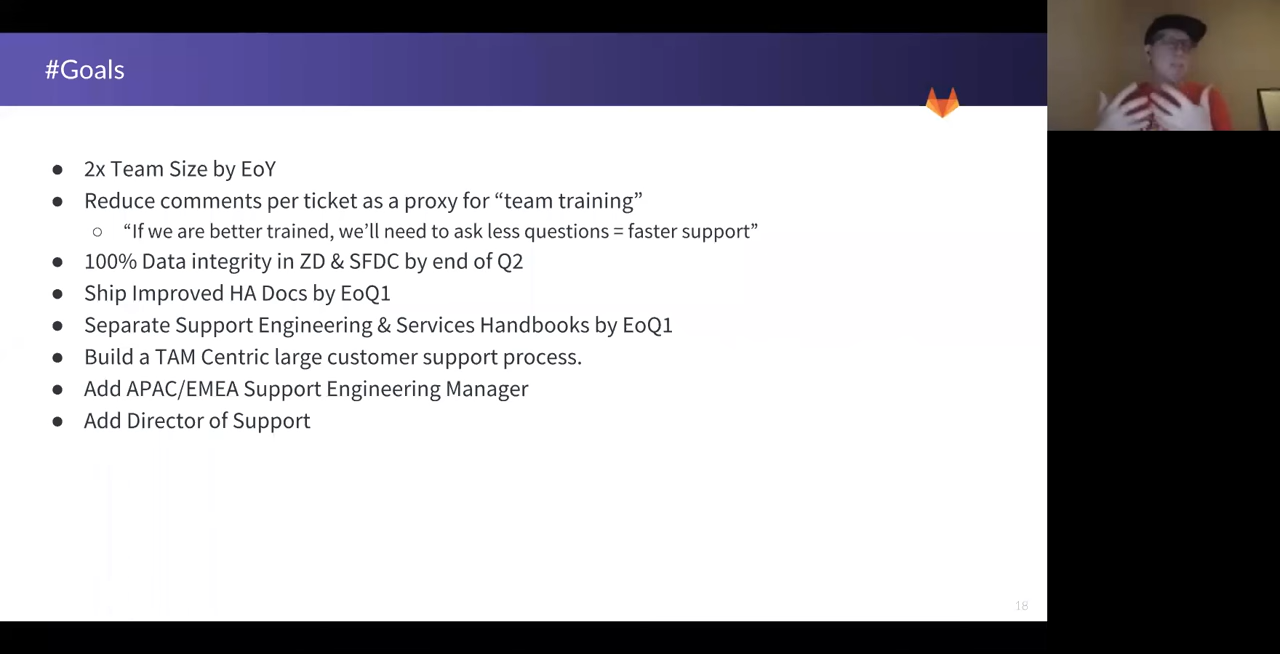 #Goals
● 2x Team Size by EoY
● Reduce comments per ticket as a proxy for “team training”
○ “If we are better trained, we’ll need to ask less questions = faster support”
● 100% Data integrity in ZD & SFDC by end of Q2
● Ship Improved HA Docs by EoQ1
● Separate Support Engineering & Services Handbooks by EoQ1
● Build a TAM Centric large customer support process.
● Add APAC/EMEA Support Engineering Manager
● Add Director of Support
18